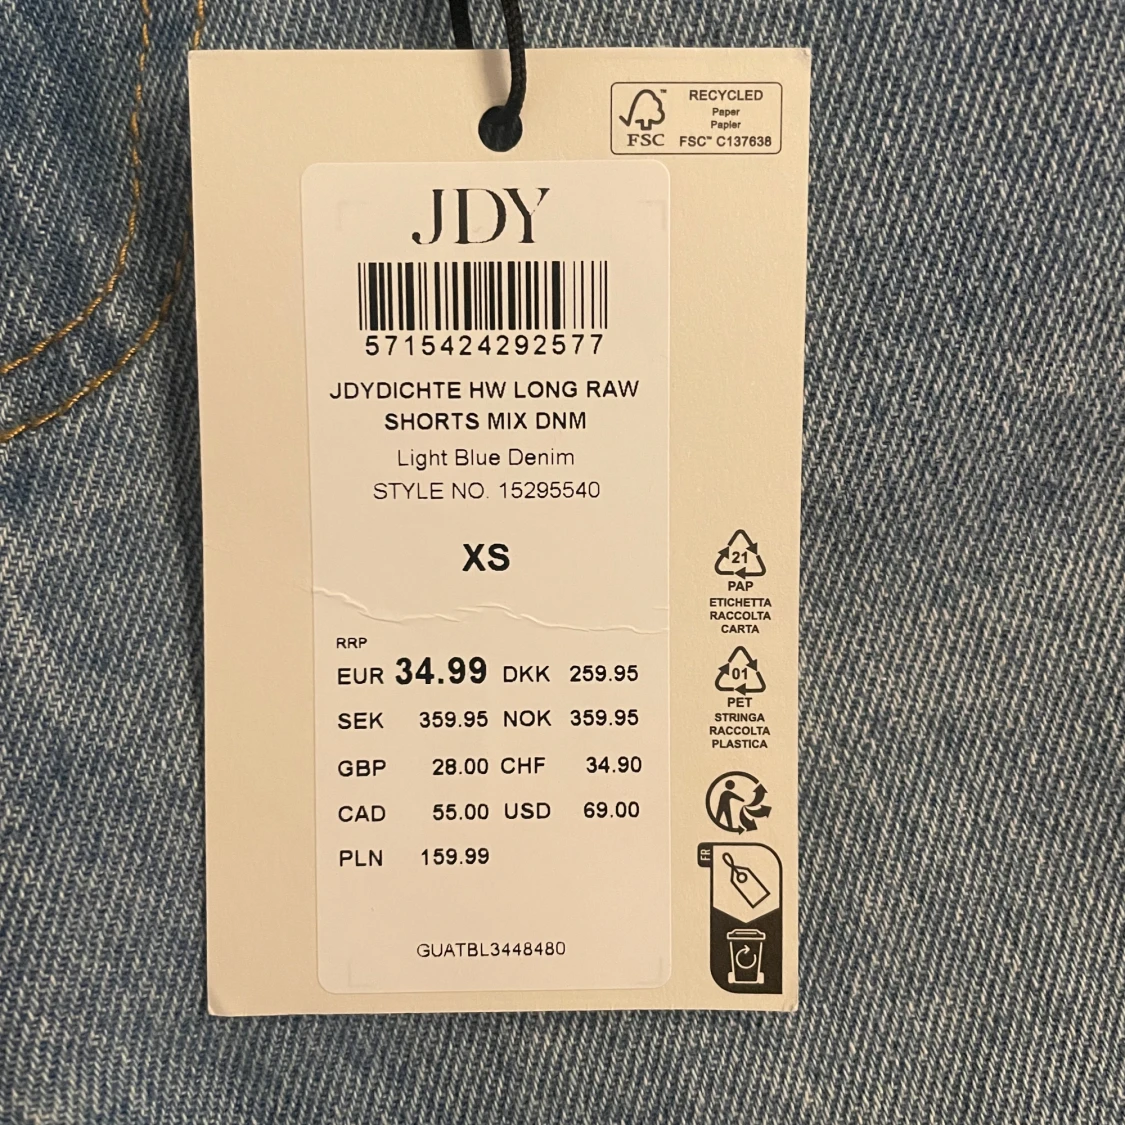 FSC™
RECYCLED
Paper
Papier
FSC™ C137638
JDY
5715424292577
JDYDICHTE HW LONG RAW
SHORTS MIX DNM
Light Blue Denim
STYLE NO. 15295540
XS
RRP
EUR 34.99 DKK 259.95
SEK 359.95 NOK 359.95
GBP 28.00 CHF 34.90
CAD 55.00 USD 69.00
PLN 159.99
GUATBL3448480
21
PAP
ETICHETTA
RACCOLTA
CARTA
01
PET
STRINGA
RACCOLTA
PLASTICA
FR